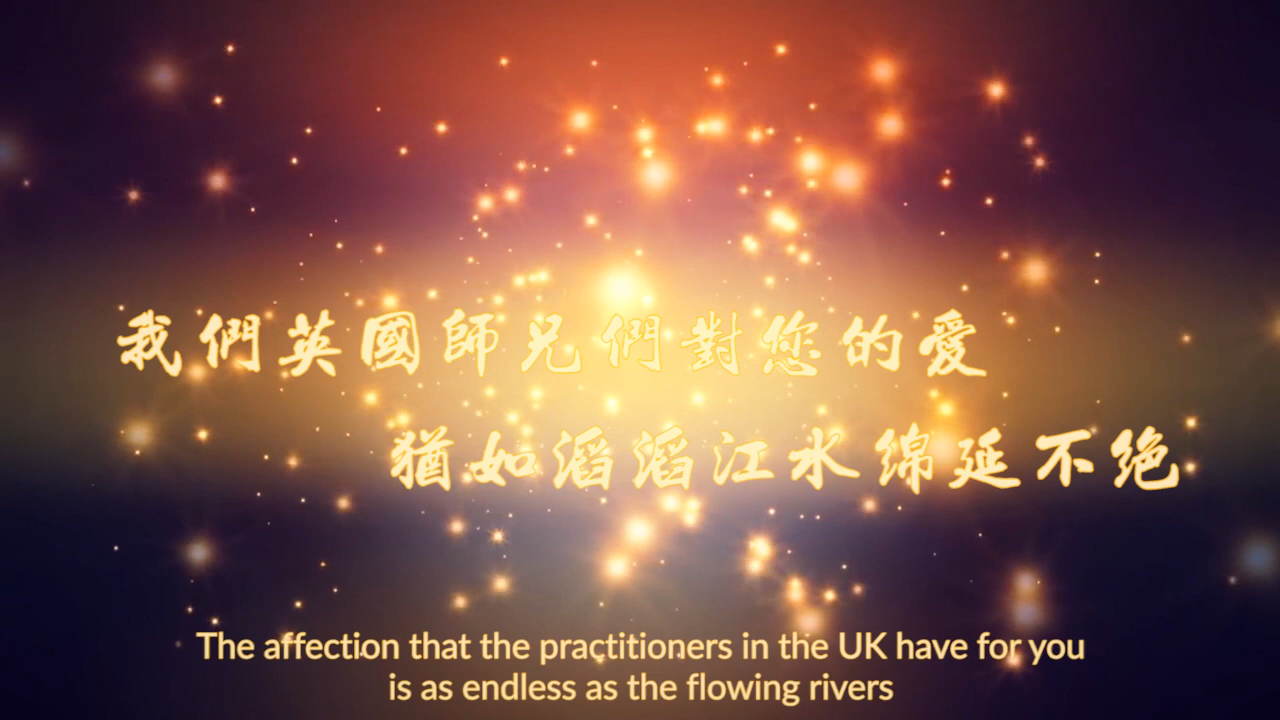 我們英國師兄們對您的愛
猶如滔滔江水绵延不绝
The affection that the practitioners in the UK have for you
is as endless as the flowing rivers